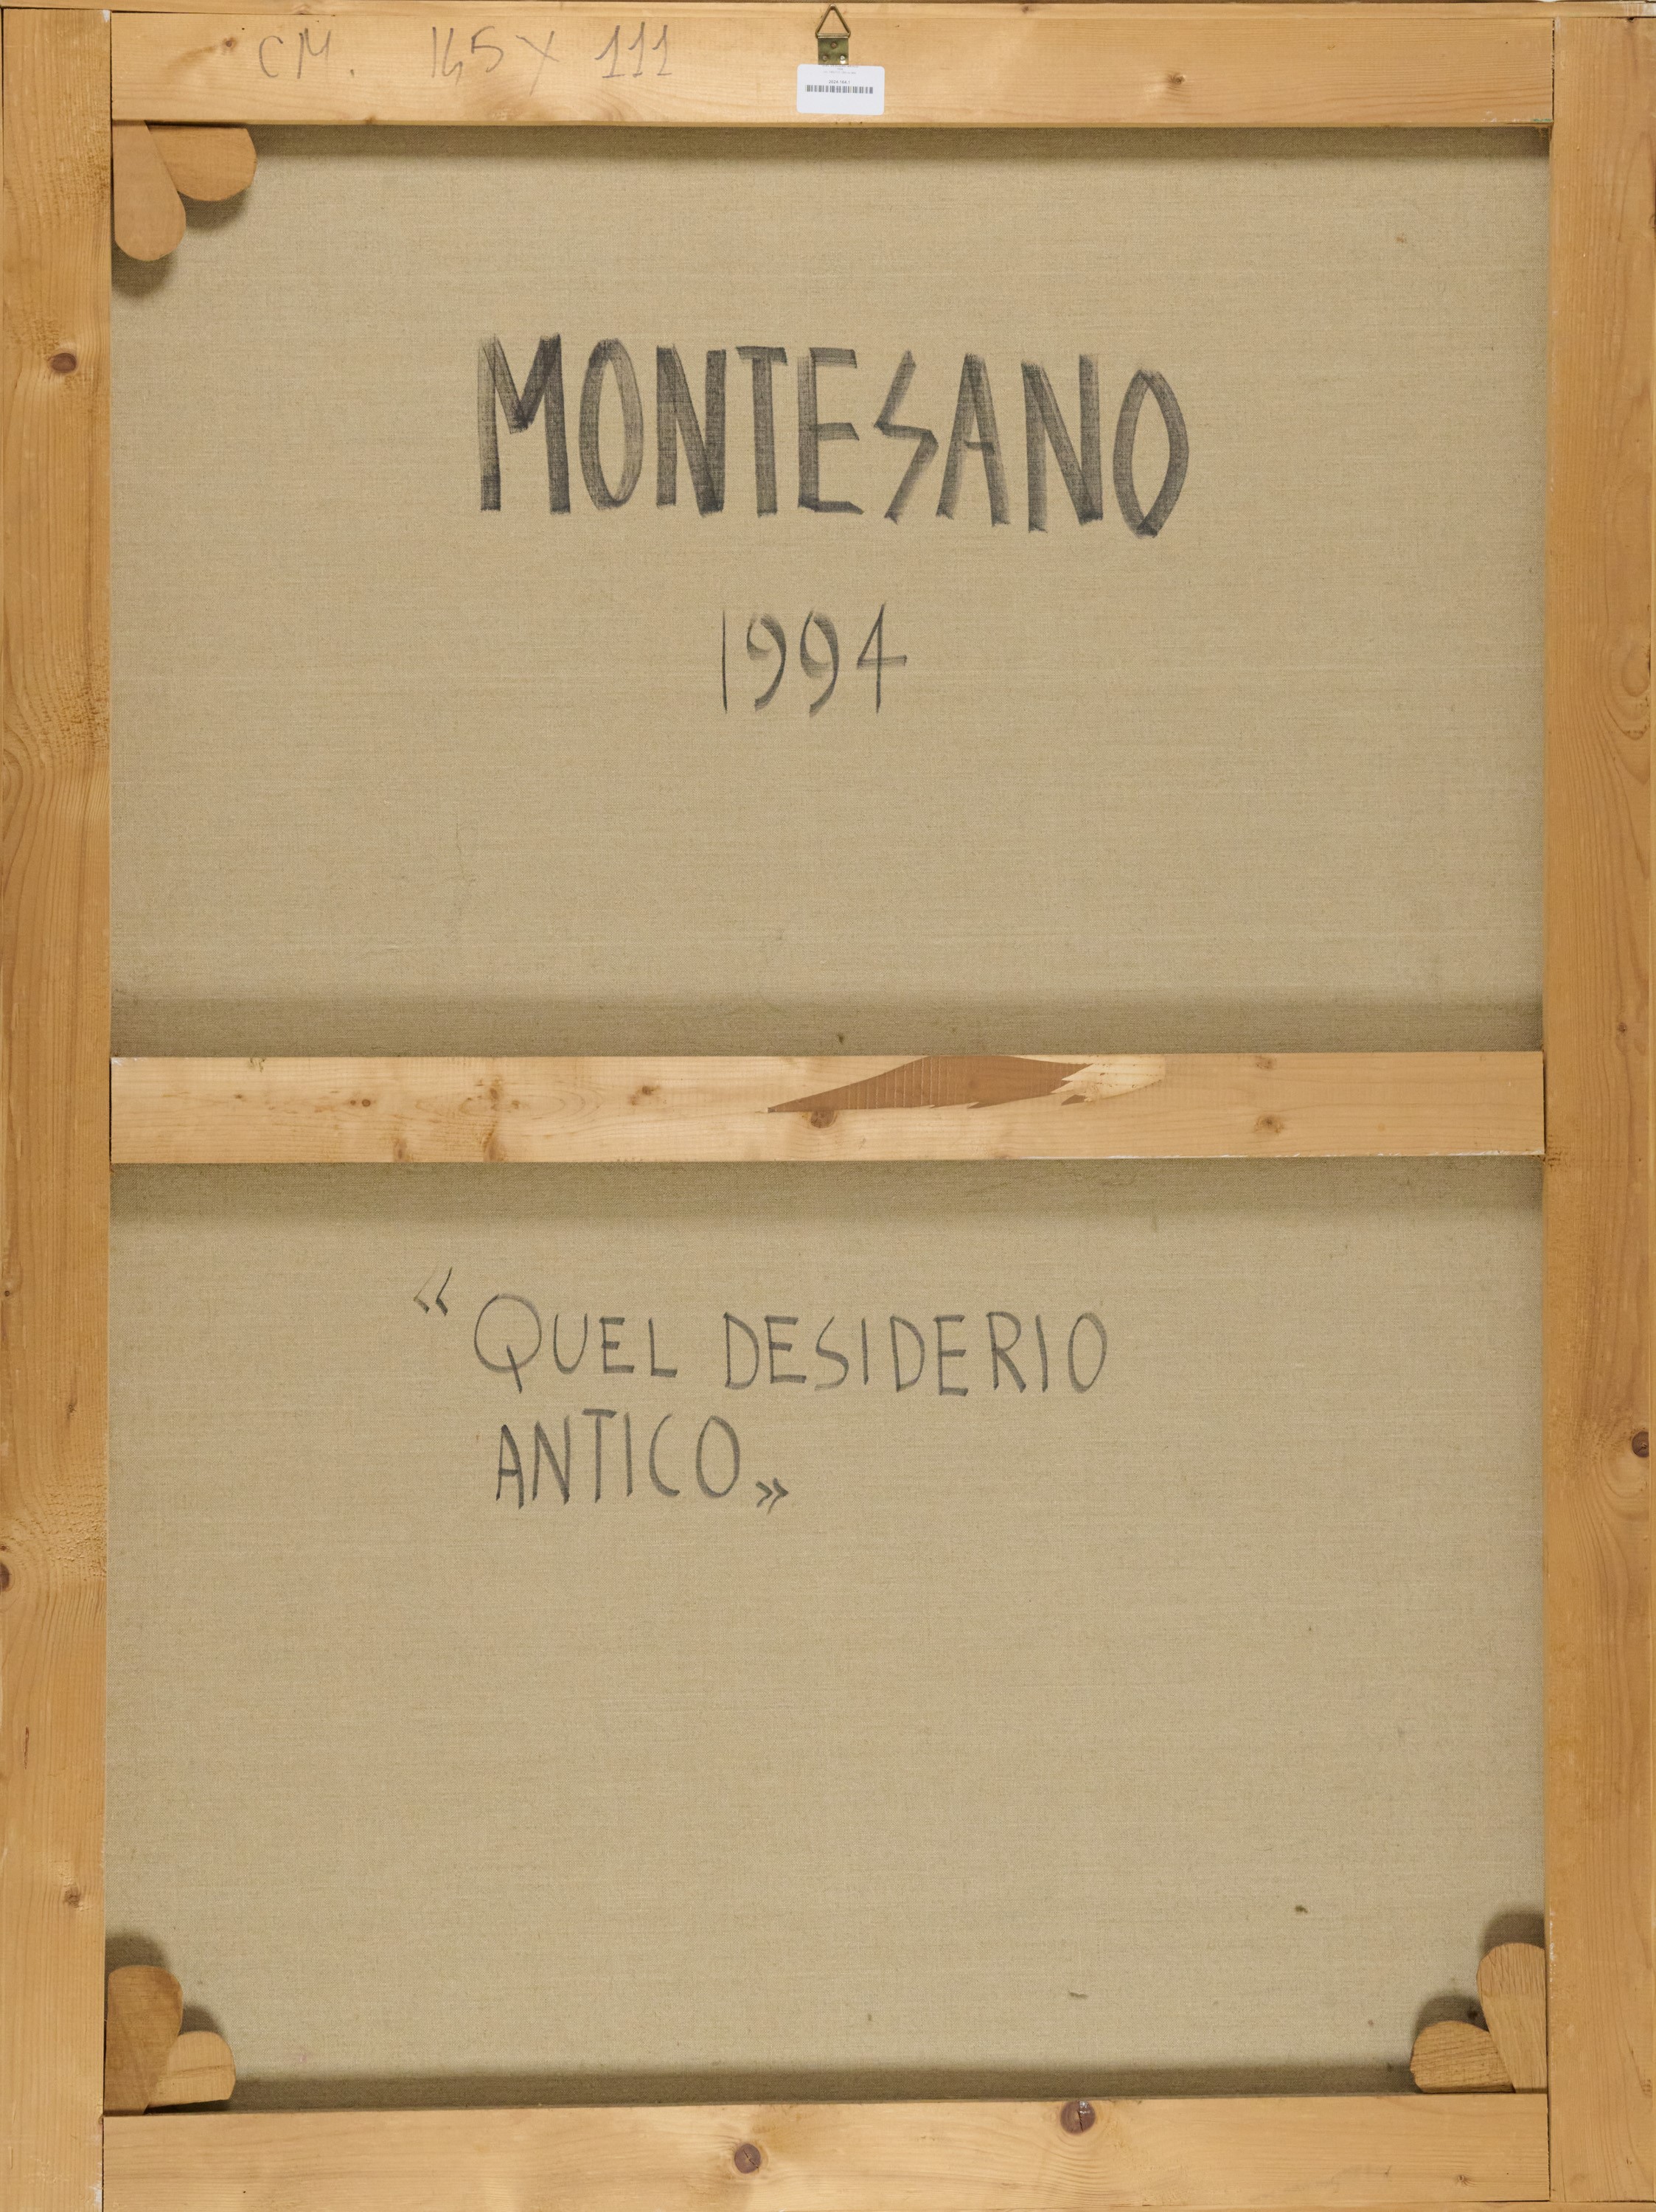 CM. 145 X 111
MONTESANO
1994
“QUEL DESIDERIO
ANTICO»